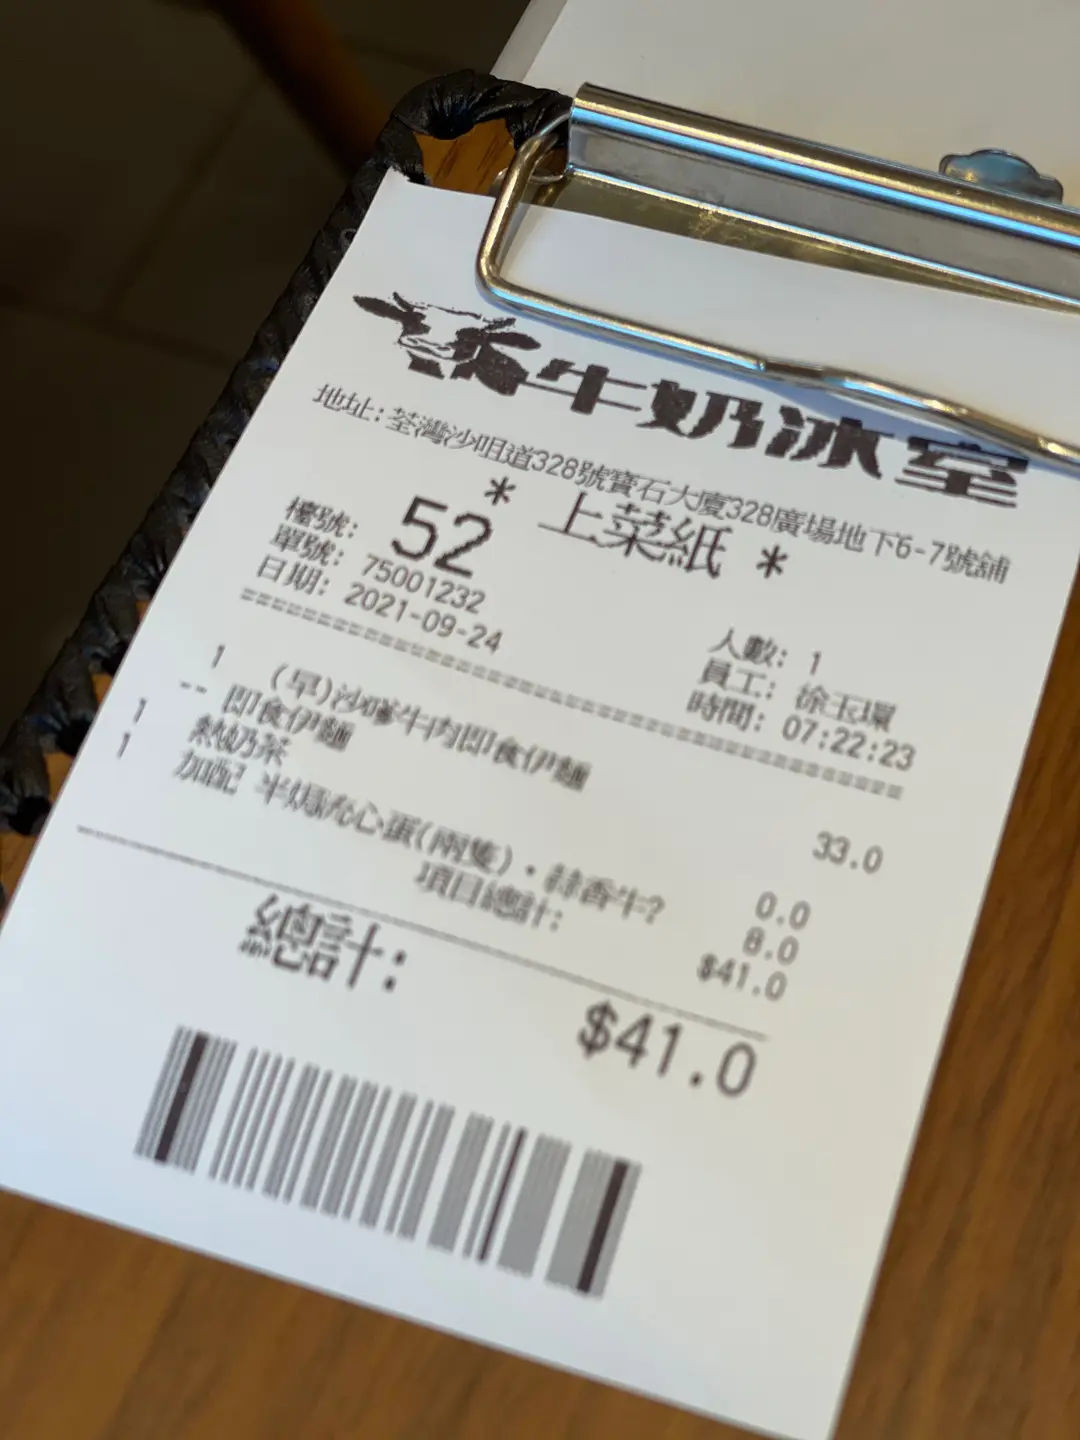 牛奶冰室
地址:荃灣沙咀道328號寶石大廈328廣場地下6-7號舖
* 上菜紙 *
檯號: 52
人數: 1
單號: 75001232
員工: 徐玉環
日期: 2021-09-24
時間: 07:22:23
1 (早)沙嗲牛肉即食伊麵 33.0
-- 即食伊麵
1 熱奶茶 0.0
1 加配 半煱流心蛋(兩隻)・蒜香牛? 8.0
項目總計: $41.0
總計: $41.0